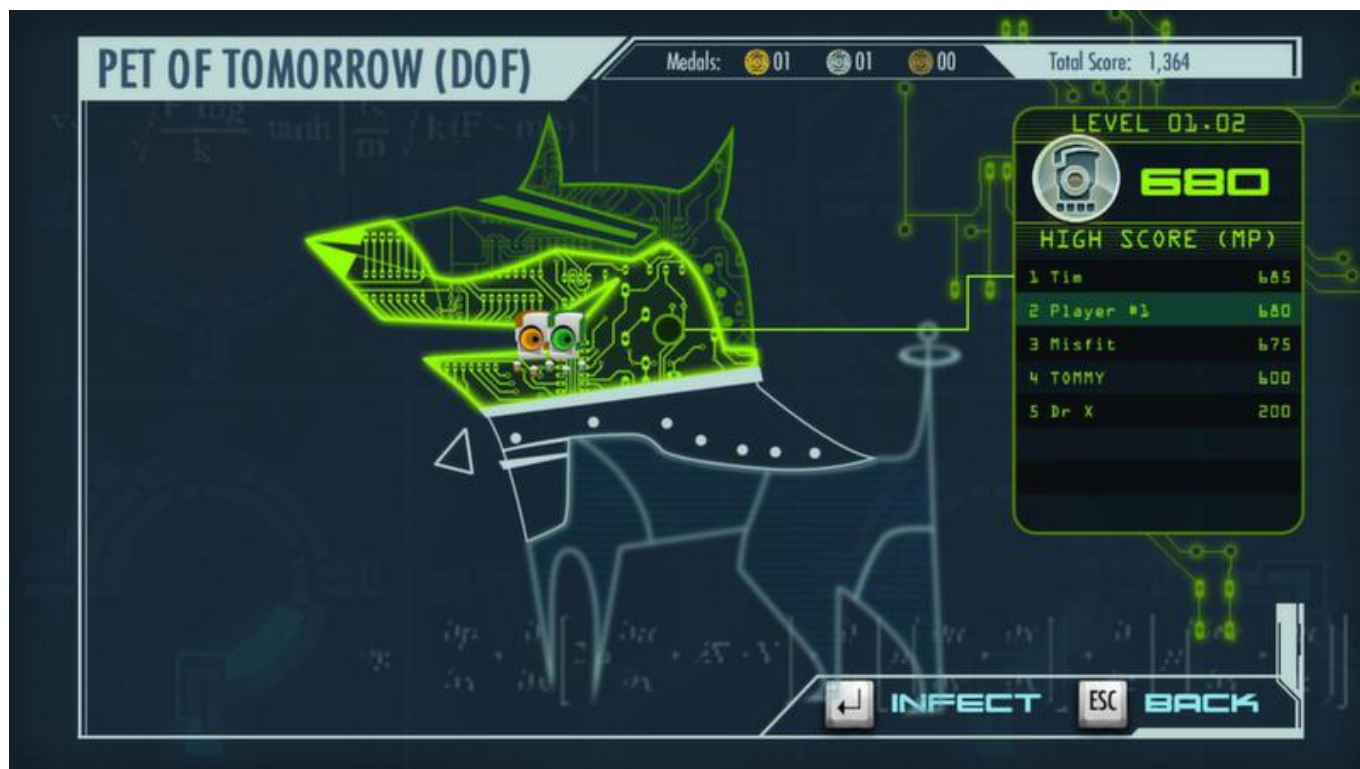 PET OF TOMORROW (DOF)
Medals: 01 01 00
Total Score: 1,364
LEVEL 01.02
680
HIGH SCORE (MP)
1 Tim 685
2 Player #1 680
3 Misfit 675
4 TOMMY 600
5 Dr X 200
INFECT
ESC BACK